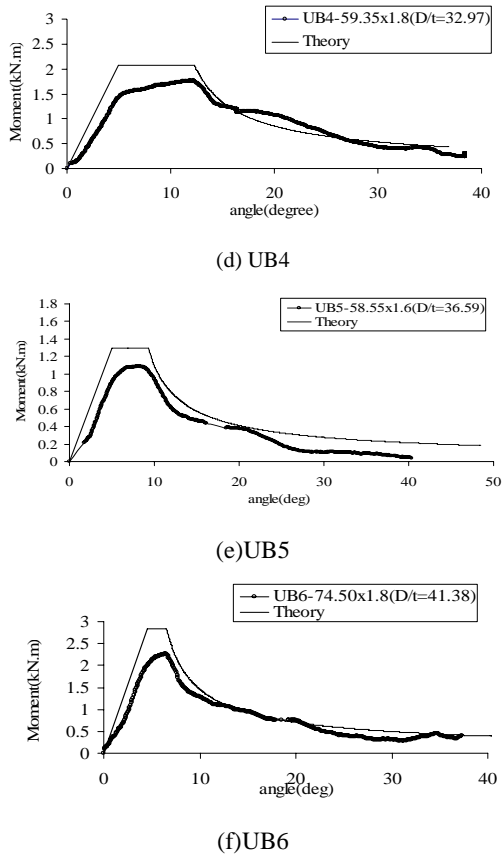 UB4-59.35x1.8(D/t=32.97)
Theory
Moment(kN.m)
3
2.5
2
1.5
1
0.5
0
0 10 20 30 40
angle(degree)
(d) UB4
UB5-58.55x1.6(D/t=36.59)
Theory
Moment(kN.m)
1.8
1.6
1.4
1.2
1
0.8
0.6
0.4
0.2
0
0 10 20 30 40 50
angle(deg)
(e)UB5
UB6-74.50x1.8(D/t=41.38)
Theory
Moment(kN.m)
3
2.5
2
1.5
1
0.5
0
0 10 20 30 40
angle(deg)
(f)UB6